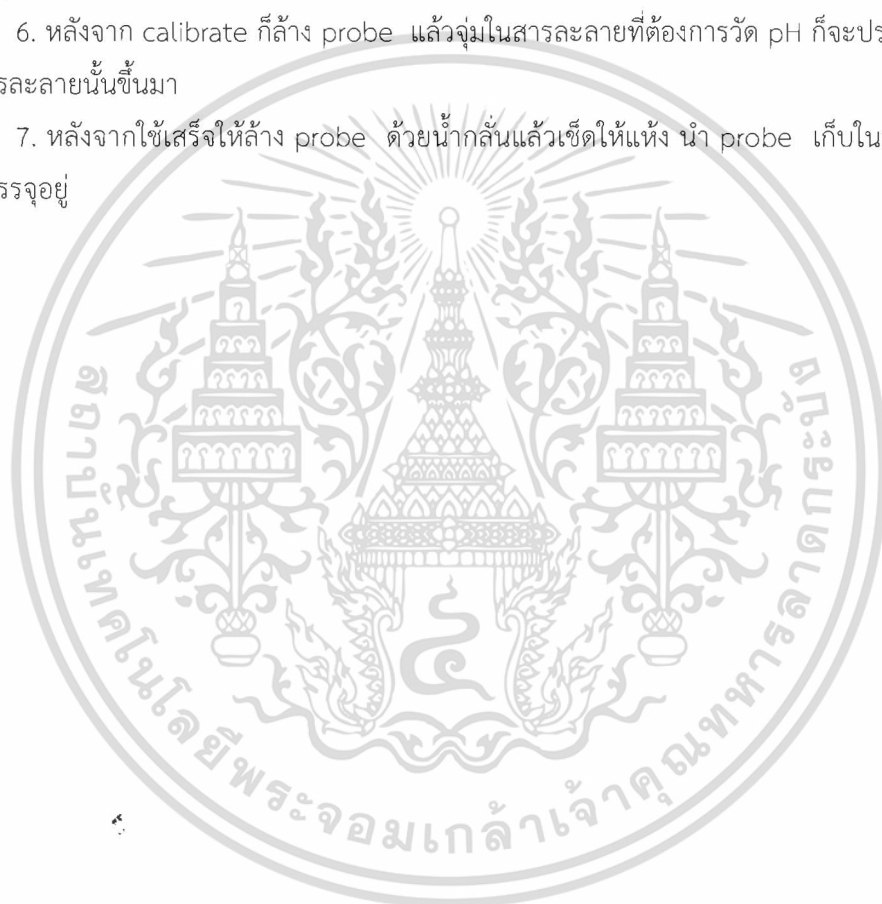 6. หลังจาก calibrate ก็ล้าง probe แล้วจุ่มในสารละลายที่ต้องการวัด pH ก็จะปร
รละลายนั้นขึ้นมา
7. หลังจากใช้เสร็จให้ล้าง probe ด้วยน้ำกลั่นแล้วเช็ดให้แห้ง นำ probe เก็บใน
รรจุอยู่
สถาบันเทคโนโลยีพระจอมเกล้าเจ้าคุณทหารลาดกระบัง
๔